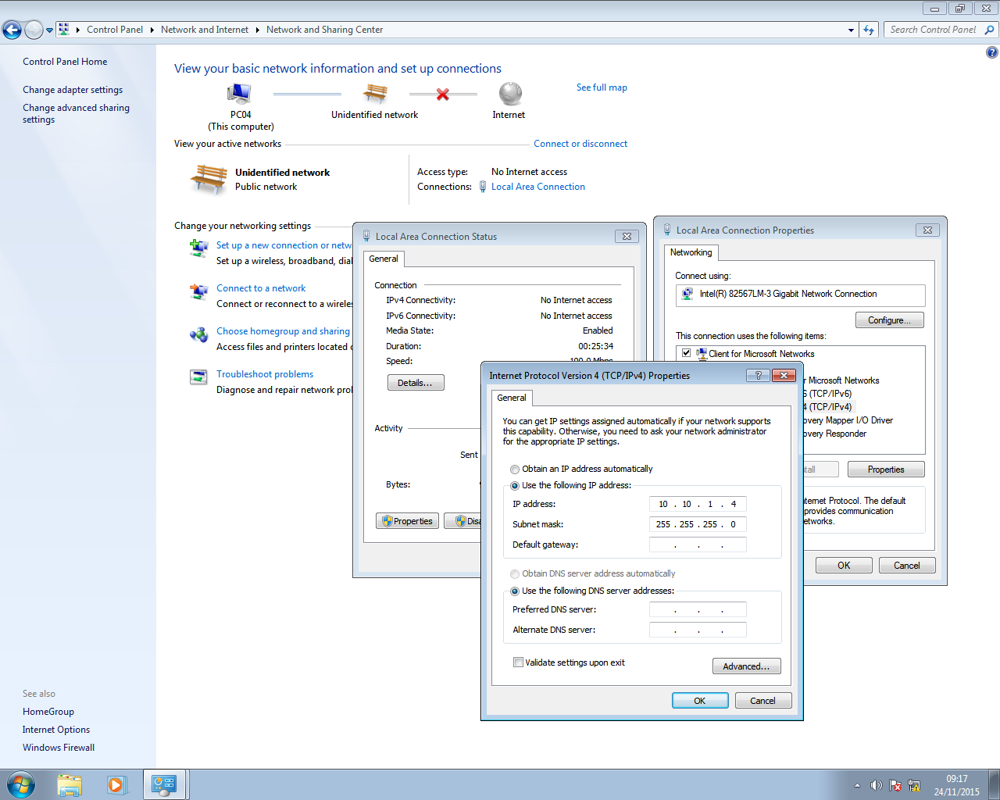 Control Panel
Network and Internet
Network and Sharing Center
Search Control Panel
Control Panel Home
Change adapter settings
Change advanced sharing
settings
View your basic network information and set up connections
See full map
PC04
(This computer)
Unidentified network
Internet
View your active networks
Connect or disconnect
Unidentified network
Public network
Access type: No Internet access
Connections: Local Area Connection
Change your networking settings
Set up a new connection or netw
Set up a wireless, broadband, dial
Connect to a network
Connect or reconnect to a wireles
Choose homegroup and sharing
Access files and printers located o
Troubleshoot problems
Diagnose and repair network prol
Local Area Connection Status
General
Connection
IPv4 Connectivity: No Internet access
IPv6 Connectivity: No Internet access
Media State: Enabled
Duration: 00:25:34
Speed: 100.0 Mbps
Details...
Activity
Sent
Bytes:
Properties
Disa
Local Area Connection Properties
Networking
Connect using:
Intel(R) 82567LM-3 Gigabit Network Connection
Configure...
This connection uses the following items:
Client for Microsoft Networks
r Microsoft Networks
6 (TCP/IPv6)
4 (TCP/IPv4)
overy Mapper I/O Driver
overy Responder
tall
Properties
ternet Protocol. The default
provides communication
etworks.
OK
Cancel
Internet Protocol Version 4 (TCP/IPv4) Properties
General
You can get IP settings assigned automatically if your network supports
this capability. Otherwise, you need to ask your network administrator
for the appropriate IP settings.
Obtain an IP address automatically
Use the following IP address:
IP address: 10 . 10 . 1 . 4
Subnet mask: 255 . 255 . 255 . 0
Default gateway: . . .
Obtain DNS server address automatically
Use the following DNS server addresses:
Preferred DNS server: . . .
Alternate DNS server: . . .
Validate settings upon exit
Advanced...
OK
Cancel
See also
HomeGroup
Internet Options
Windows Firewall
09:17
24/11/2015